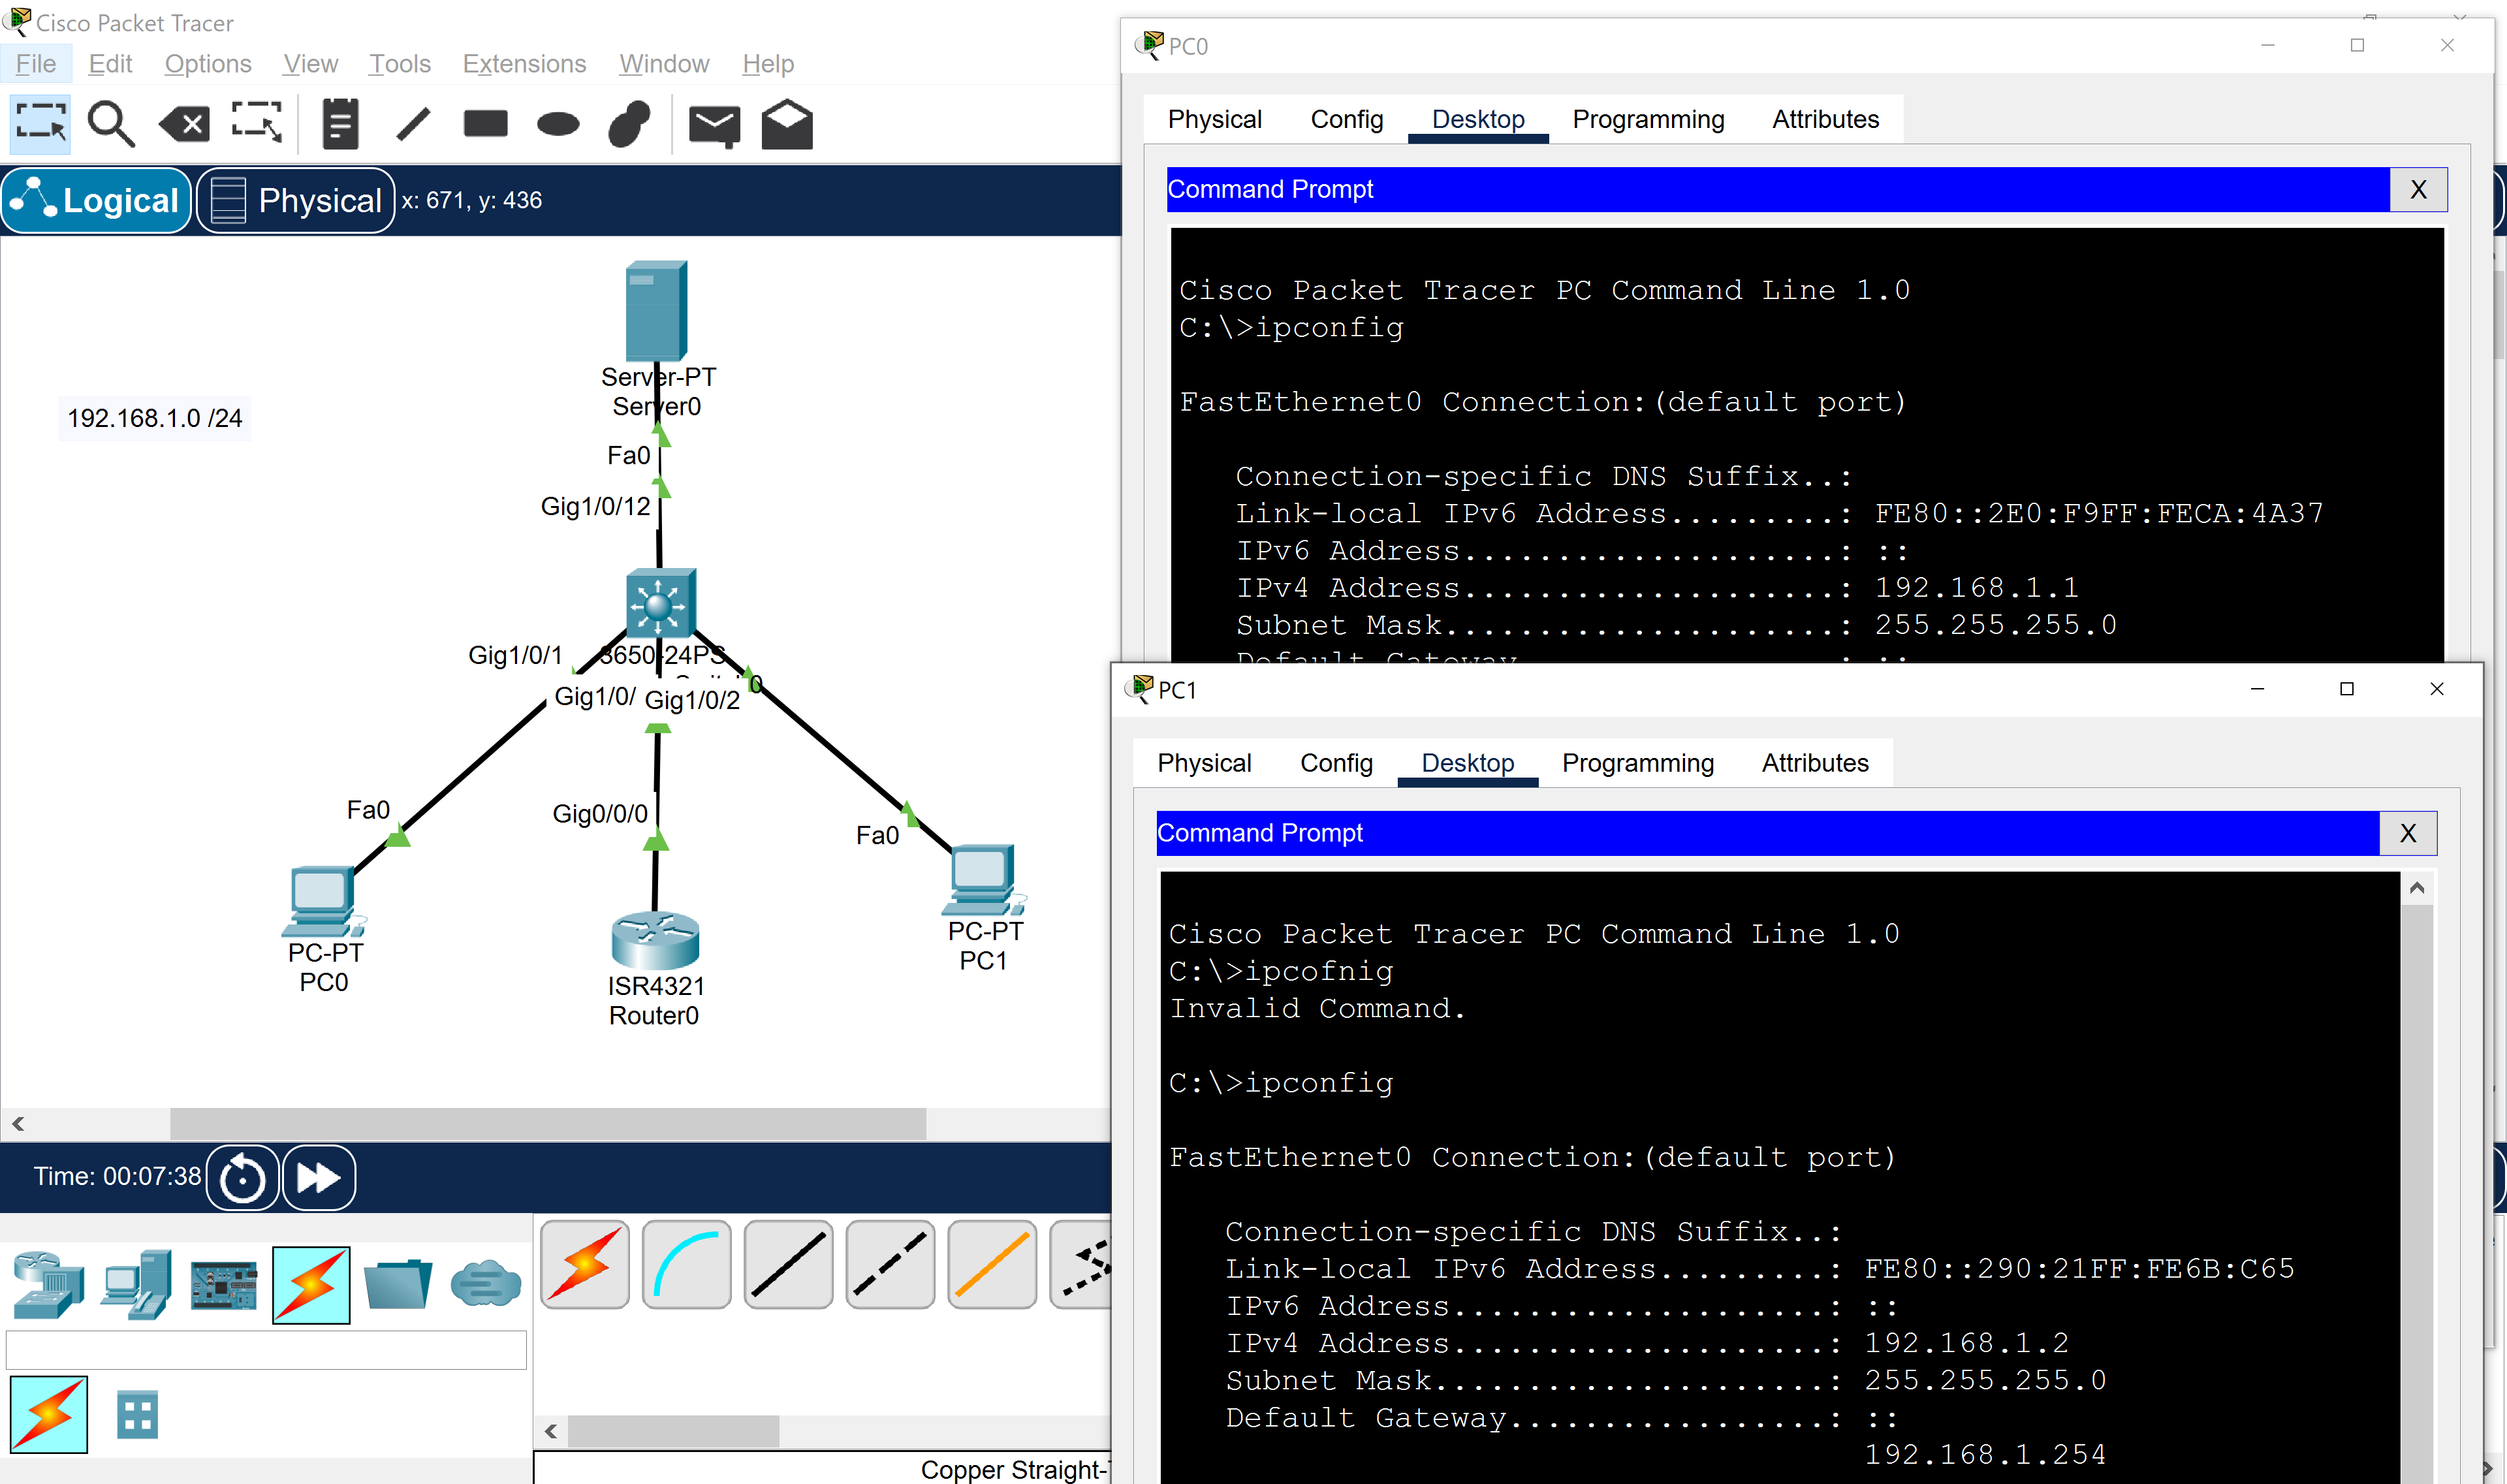 Cisco Packet Tracer
File Edit Options View Tools Extensions Window Help
Logical Physical x: 671, y: 436
Server-PT
Server0
192.168.1.0 /24
Fa0
Gig1/0/12
Gig1/0/1 3650-24PS
Gig1/0/ Gig1/0/2
Fa0
Gig0/0/0
Fa0
PC-PT
PC0
ISR4321
Router0
PC-PT
PC1
Time: 00:07:38
Copper Straight-
PC0
Physical Config Desktop Programming Attributes
Command Prompt X
Cisco Packet Tracer PC Command Line 1.0
C:\>ipconfig
FastEthernet0 Connection:(default port)
Connection-specific DNS Suffix..:
Link-local IPv6 Address.........: FE80::2E0:F9FF:FECA:4A37
IPv6 Address....................: ::
IPv4 Address....................: 192.168.1.1
Subnet Mask.....................: 255.255.255.0
Default Gateway : ::
PC1
Physical Config Desktop Programming Attributes
Command Prompt X
Cisco Packet Tracer PC Command Line 1.0
C:\>ipcofnig
Invalid Command.
C:\>ipconfig
FastEthernet0 Connection:(default port)
Connection-specific DNS Suffix..:
Link-local IPv6 Address.........: FE80::290:21FF:FE6B:C65
IPv6 Address....................: ::
IPv4 Address....................: 192.168.1.2
Subnet Mask.....................: 255.255.255.0
Default Gateway.................: ::
192.168.1.254